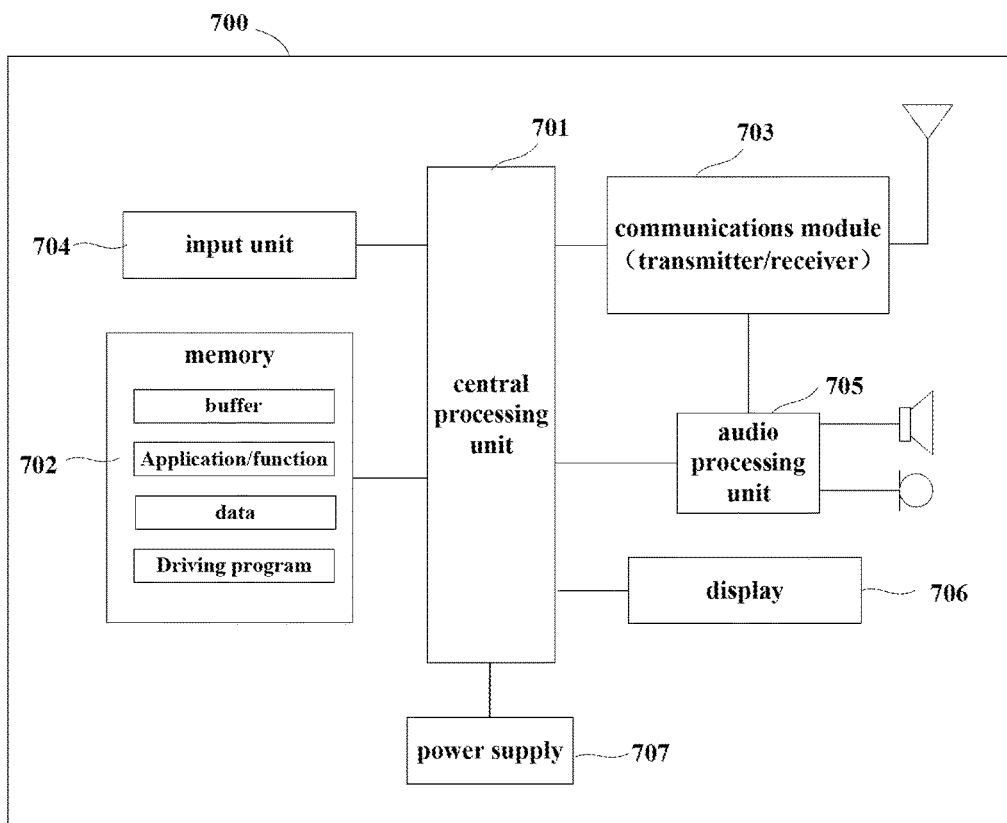 700
701
703
704
input unit
communications module
（transmitter/receiver）
memory
buffer
702
Application/function
data
Driving program
central
processing
unit
705
audio
processing
unit
display
706
power supply
707